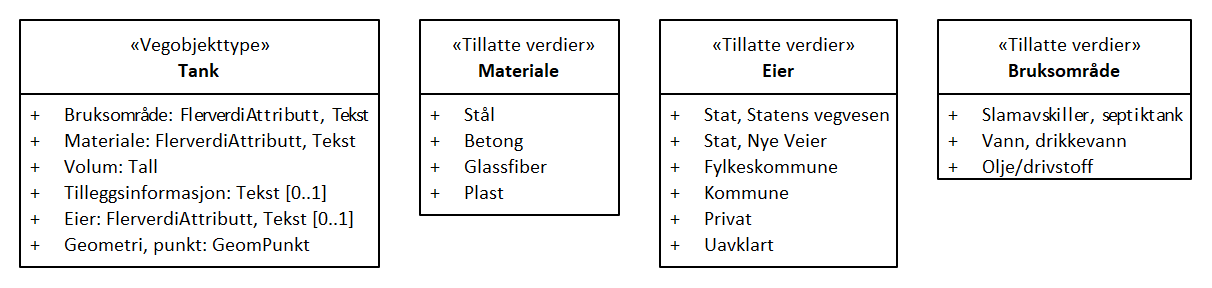 «Vegobjekttype»
Tank
+ Bruksområde: FlerverdiAttributt, Tekst
+ Materiale: FlerverdiAttributt, Tekst
+ Volum: Tall
+ Tilleggsinformasjon: Tekst [0..1]
+ Eier: FlerverdiAttributt, Tekst [0..1]
+ Geometri, punkt: GeomPunkt
«Tillatte verdier»
Materiale
+ Stål
+ Betong
+ Glassfiber
+ Plast
«Tillatte verdier»
Eier
+ Stat, Statens vegvesen
+ Stat, Nye Veier
+ Fylkeskommune
+ Kommune
+ Privat
+ Uavklart
«Tillatte verdier»
Bruksområde
+ Slamavskiller, septiktank
+ Vann, drikkevann
+ Olje/drivstoff